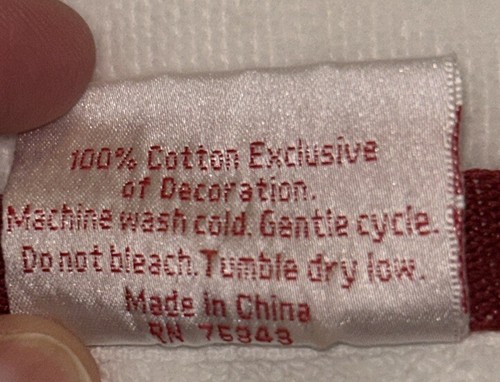 100% Cotton Exclusive
of Decoration.
Machine wash cold. Gentle cycle.
Do not bleach. Tumble dry low.
Made in China
RN